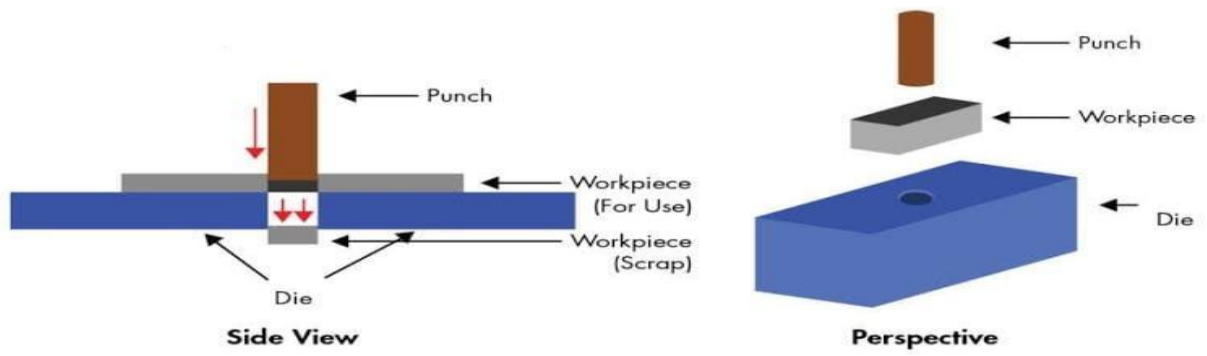 Punch
Workpiece
(For Use)
Workpiece
(Scrap)
Die
Side View
Punch
Workpiece
Die
Perspective